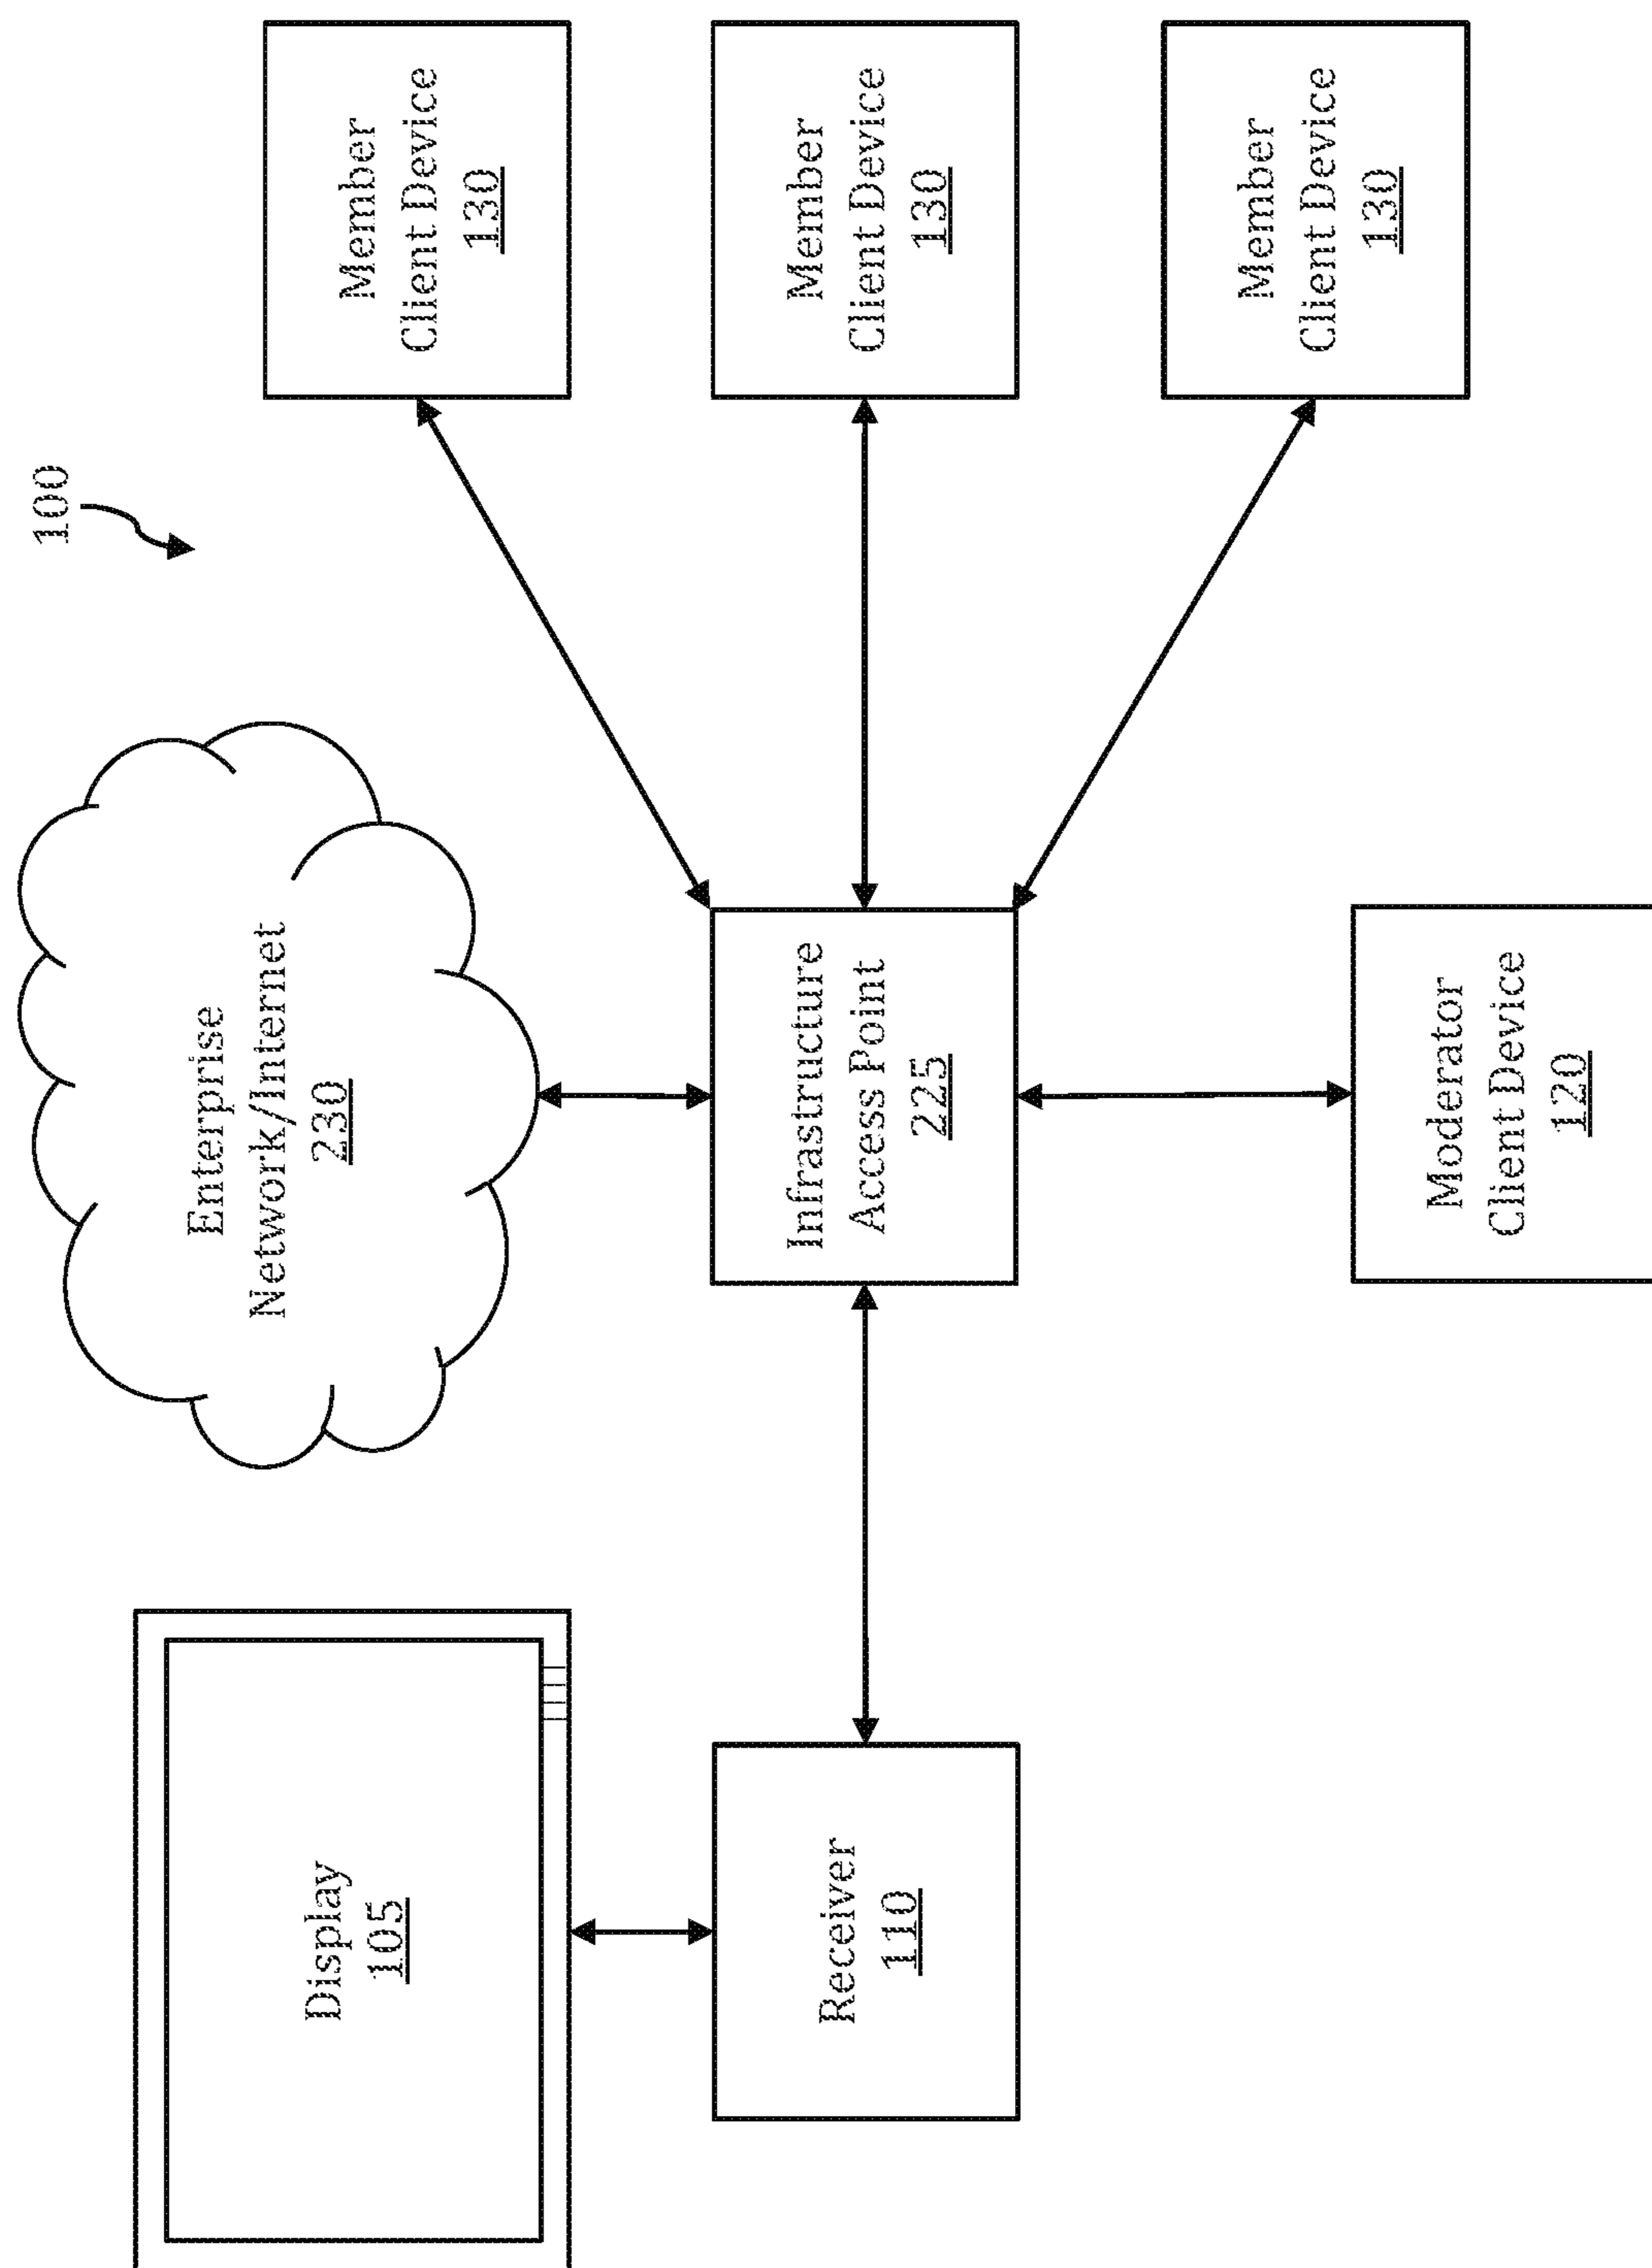 100
Display
105
Enterprise
Network/Internet
230
Member
Client Device
130
Receiver
110
Infrastructure
Access Point
225
Member
Client Device
130
Moderator
Client Device
120
Member
Client Device
130